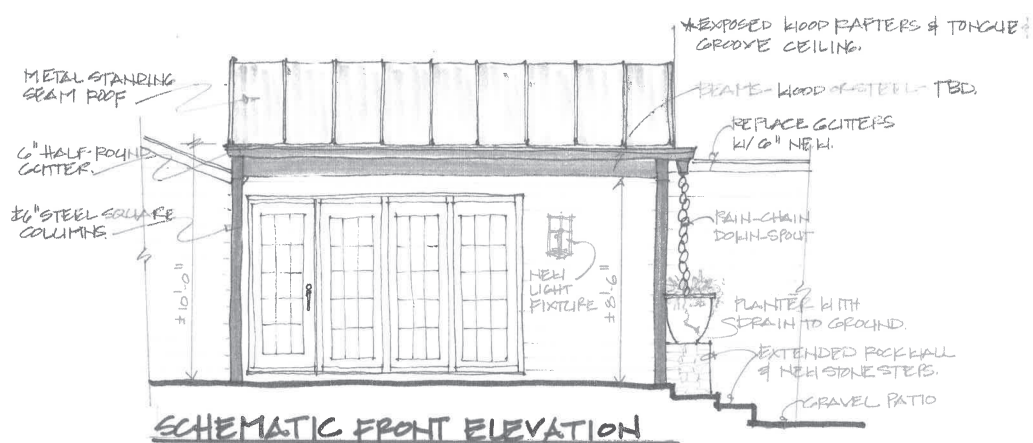 *EXPOSED WOOD RAFTERS & TONGUE &
GROOVE CEILING.
METAL STANDING
SEAM ROOF
BEAMS - WOOD OR STEEL - TBD.
REPLACE GUTTERS
W/ 6" NEW.
6" HALF-ROUND
GUTTER.
±6" STEEL SQUARE
COLUMNS.
RAIN-CHAIN
DOWN-SPOUT
±10'-0"
NEW
LIGHT
FIXTURE
±8'-6"
PLANTER WITH
DRAIN TO GROUND.
EXTENDED ROCK WALL
& NEW STONE STEPS.
GRAVEL PATIO
SCHEMATIC FRONT ELEVATION